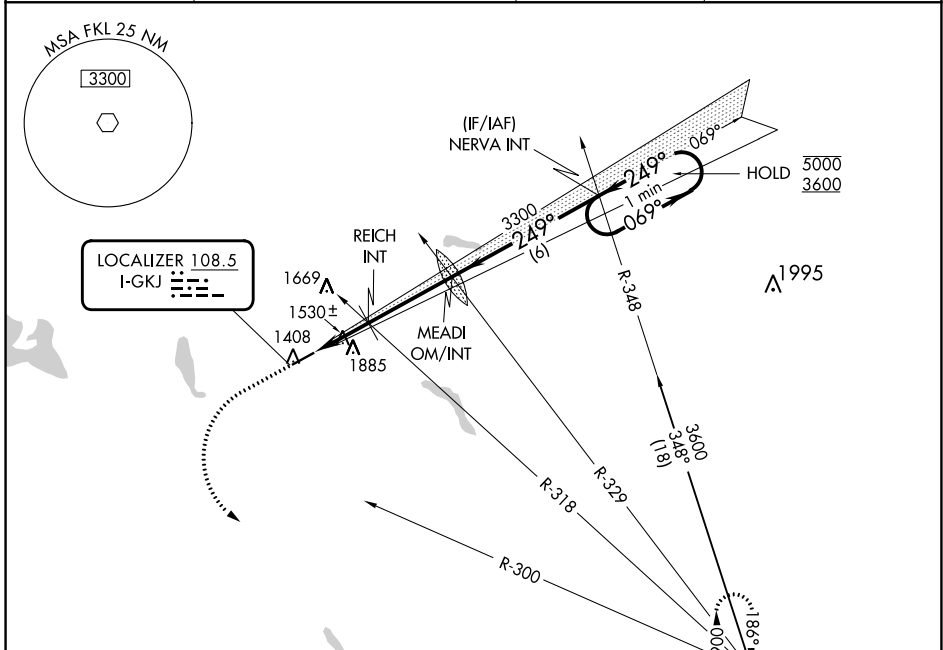 MSA FKL 25 NM
3300
(IF/IAF)
NERVA INT
069°
249°
1 min
069°
HOLD
5000
3600
3300
249°
(6)
REICH
INT
LOCALIZER 108.5
I-GKJ
1669
1530±
1408
1885
MEADI
OM/INT
1995
R-348
3600
348°
(18)
R-329
R-318
R-300
186°